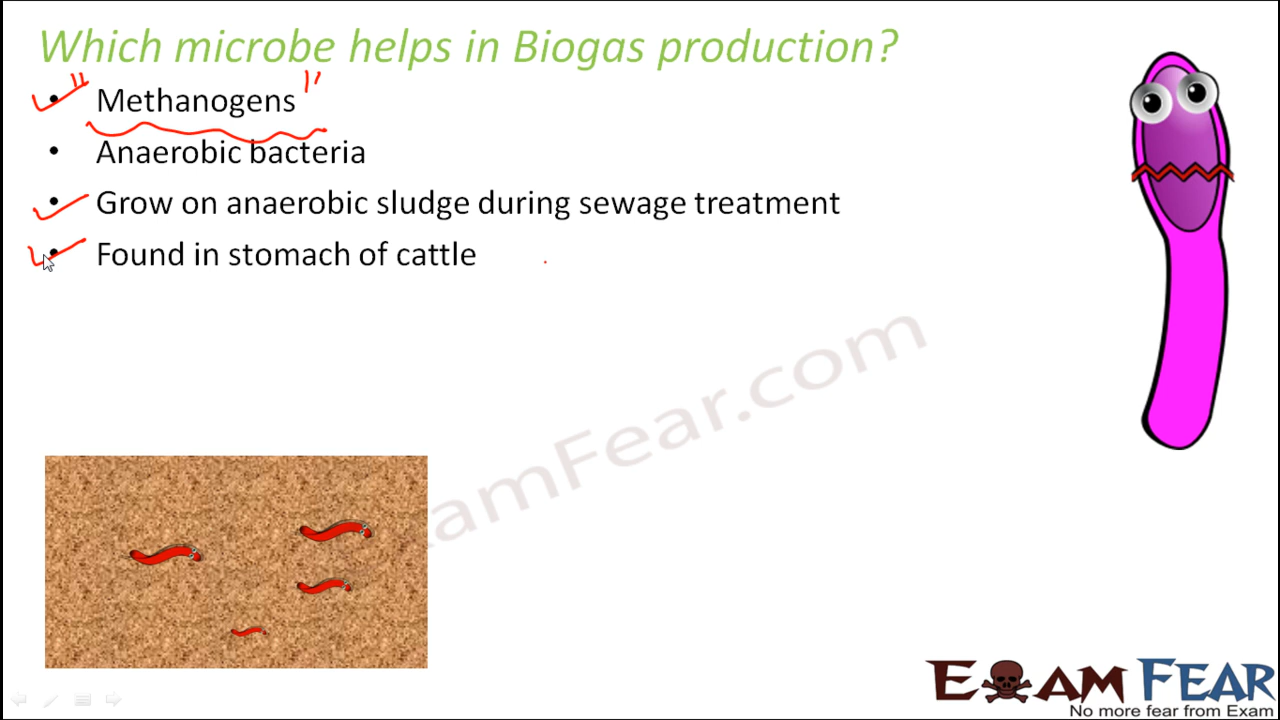 Which microbe helps in Biogas production?
• Methanogens
• Anaerobic bacteria
• Grow on anaerobic sludge during sewage treatment
• Found in stomach of cattle
amFear.com
EXAM FEAR
No more fear from Exam